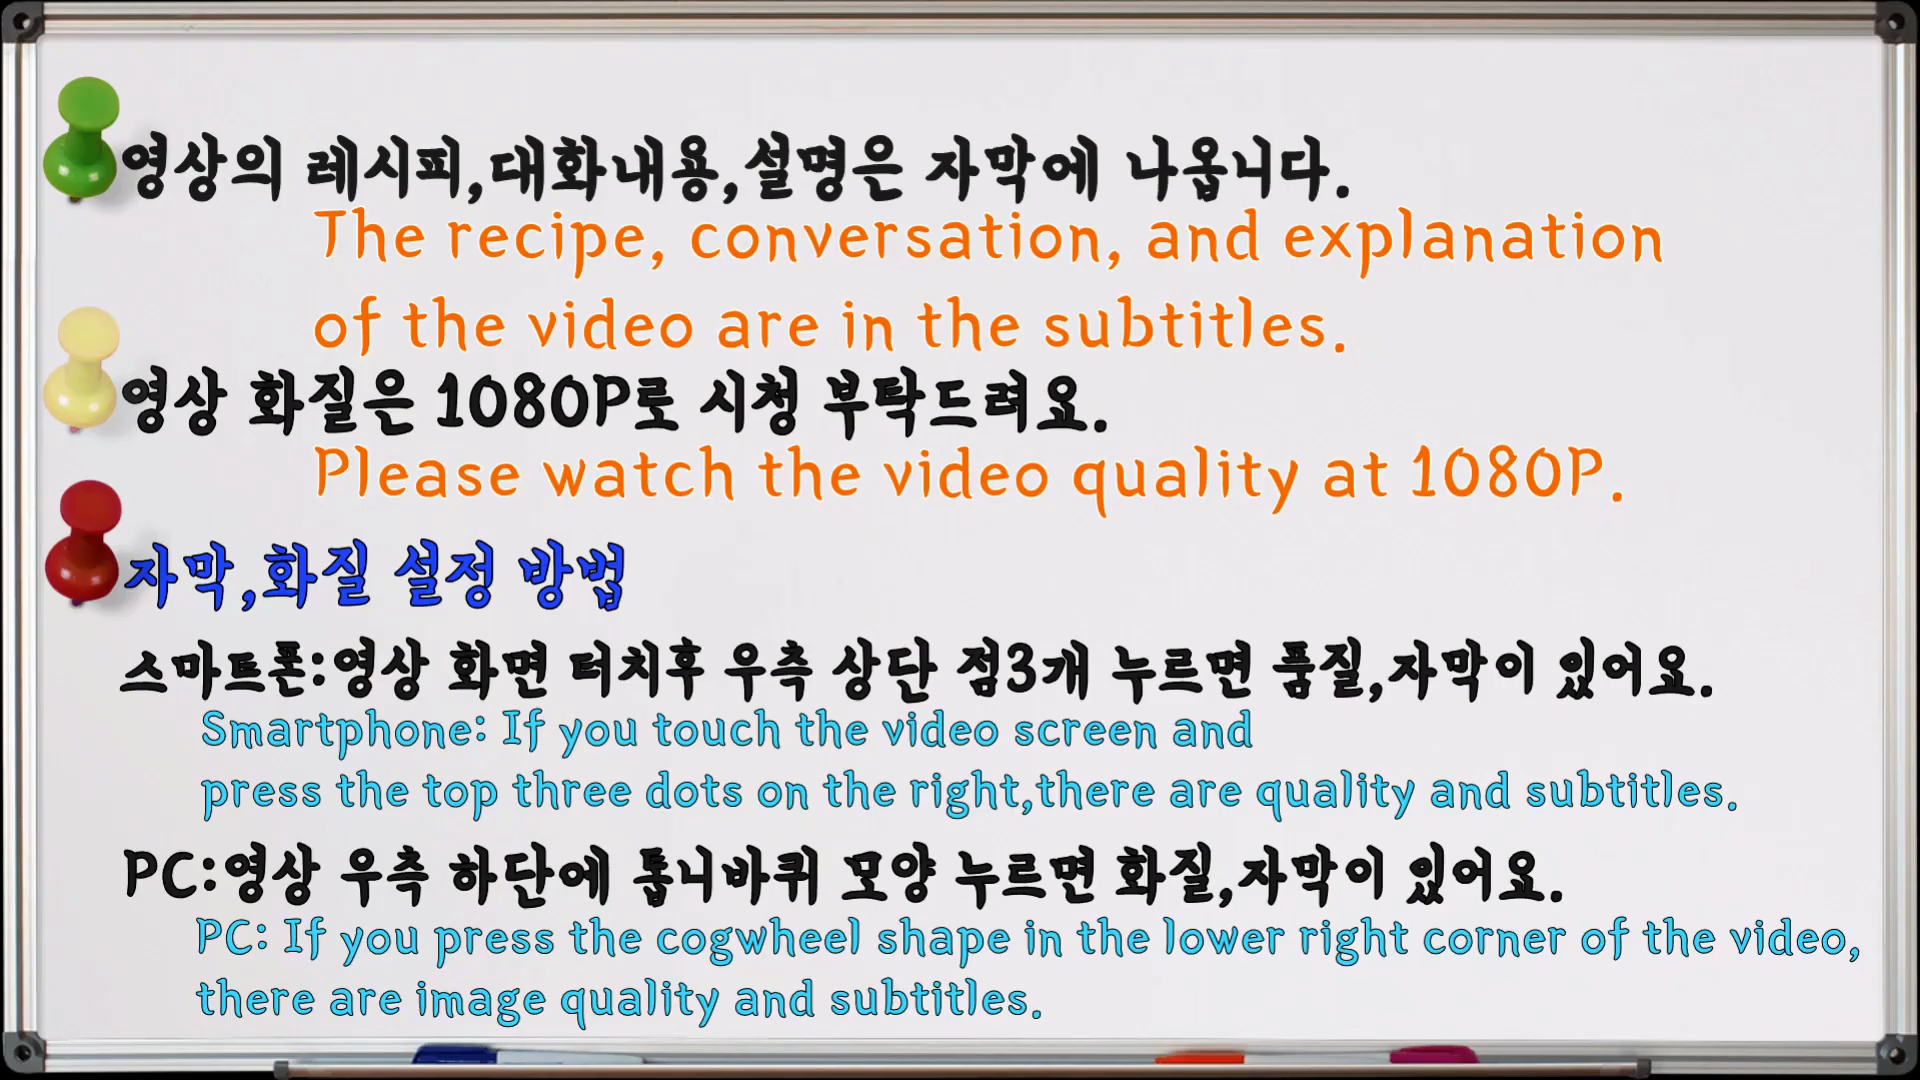 영상의 레시피,대화내용,설명은 자막에 나옵니다.
The recipe, conversation, and explanation
of the video are in the subtitles.
영상 화질은 1080P로 시청 부탁드려요.
Please watch the video quality at 1080P.
자막,화질 설정 방법
스마트폰:영상 화면 터치후 우측 상단 점3개 누르면 품질,자막이 있어요.
Smartphone: If you touch the video screen and
press the top three dots on the right,there are quality and subtitles.
PC:영상 우측 하단에 톱니바퀴 모양 누르면 화질,자막이 있어요.
PC: If you press the cogwheel shape in the lower right corner of the video,
there are image quality and subtitles.